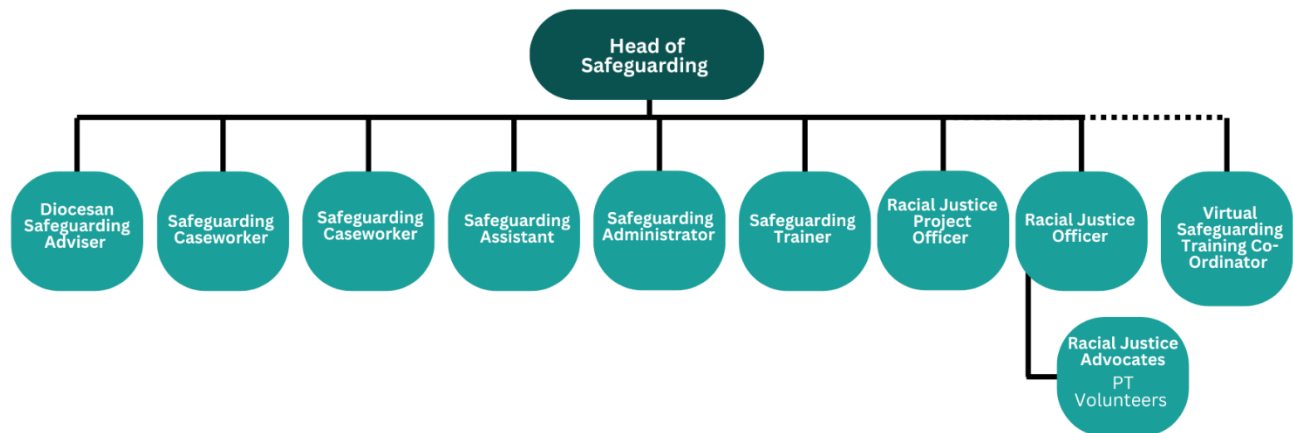 Head of
Safeguarding
Diocesan
Safeguarding
Adviser
Safeguarding
Caseworker
Safeguarding
Caseworker
Safeguarding
Assistant
Safeguarding
Administrator
Safeguarding
Trainer
Racial Justice
Project
Officer
Racial Justice
Officer
Virtual
Safeguarding
Training Co-
Ordinator
Racial Justice
Advocates
PT
Volunteers